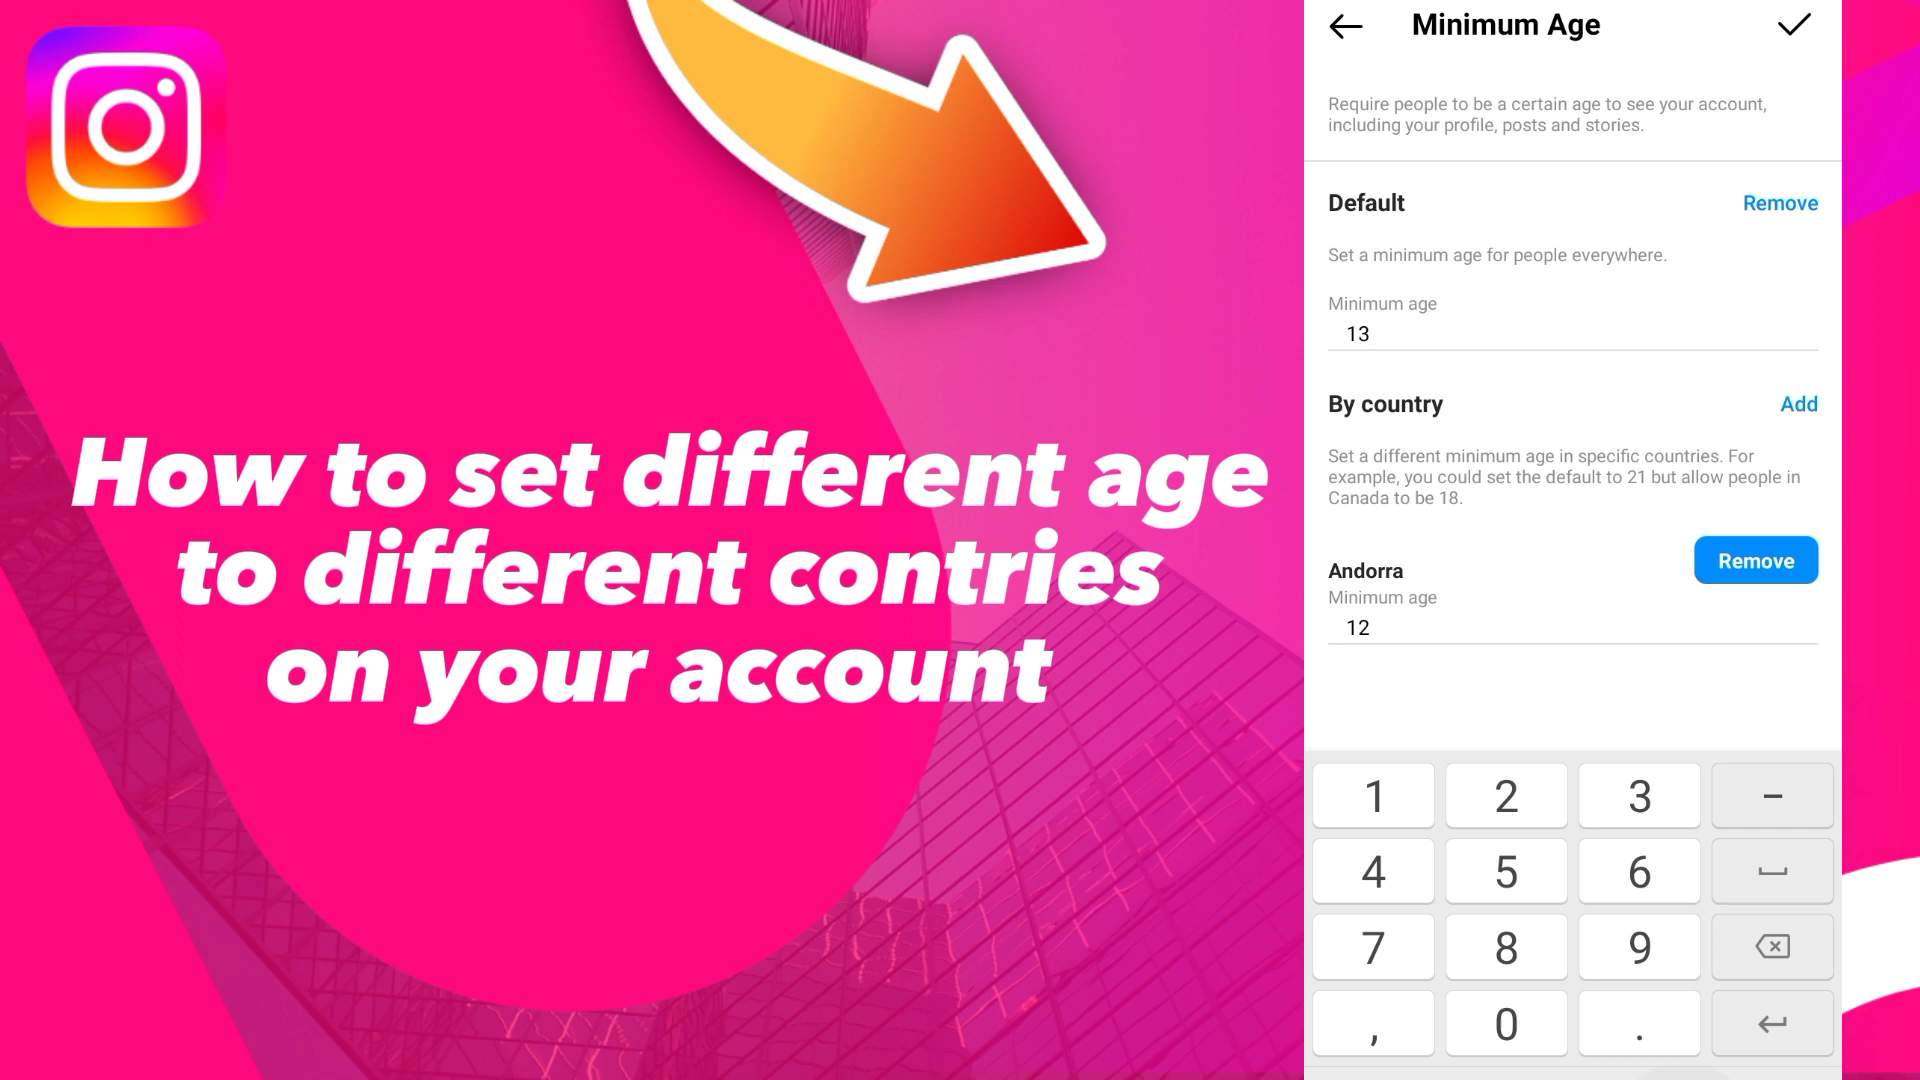 How to set different age
to different contries
on your account
Minimum Age
Require people to be a certain age to see your account,
including your profile, posts and stories.
Default
Remove
Set a minimum age for people everywhere.
Minimum age
13
By country
Add
Set a different minimum age in specific countries. For
example, you could set the default to 21 but allow people in
Canada to be 18.
Andorra
Remove
Minimum age
12
1 2 3 –
4 5 6
7 8 9
, 0 .